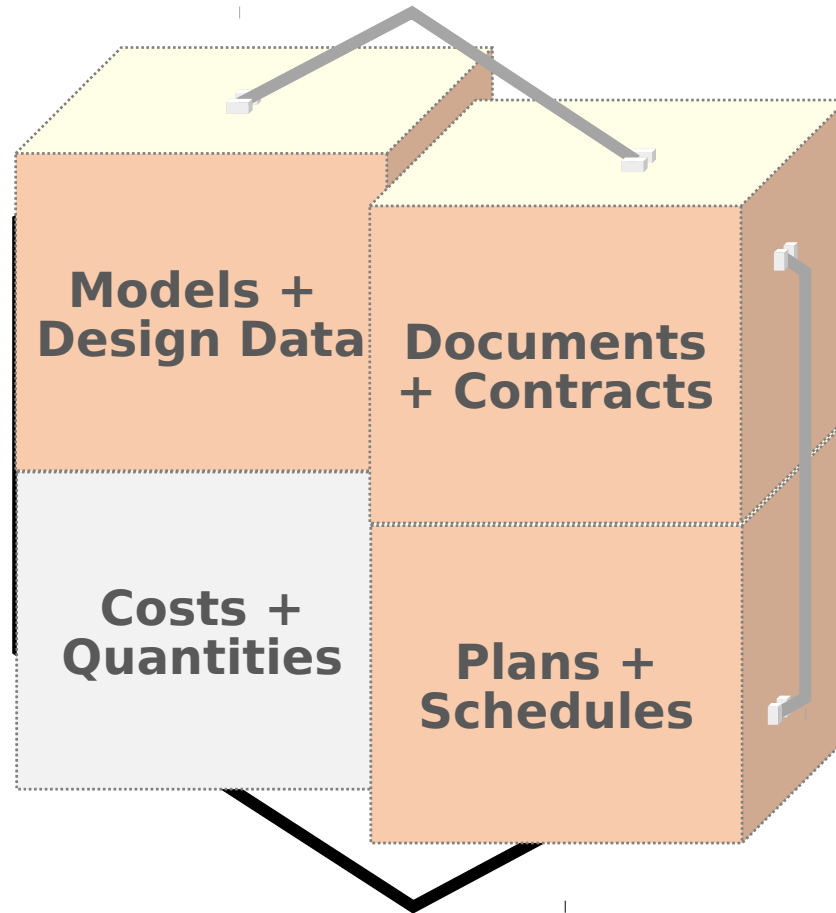 Models +
Design Data
Documents
+ Contracts
Costs +
Quantities
Plans +
Schedules